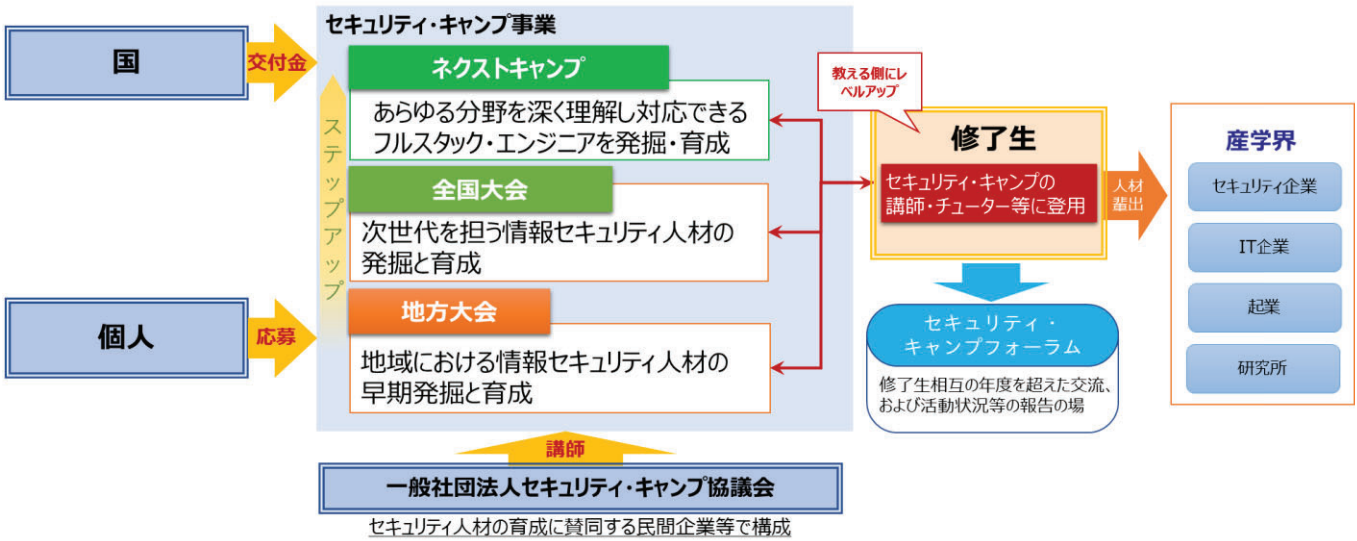 国
交付金
個人
応募
セキュリティ・キャンプ事業
ステップアップ
ネクストキャンプ
あらゆる分野を深く理解し対応できる
フルスタック・エンジニアを発掘・育成
全国大会
次世代を担う情報セキュリティ人材の
発掘と育成
地方大会
地域における情報セキュリティ人材の
早期発掘と育成
講師
一般社団法人セキュリティ・キャンプ協議会
セキュリティ人材の育成に賛同する民間企業等で構成
教える側にレ
ベルアップ
修了生
セキュリティ・キャンプの
講師・チューター等に登用
人材
輩出
セキュリティ・
キャンプフォーラム
修了生相互の年度を超えた交流、
および活動状況等の報告の場
産学界
セキュリティ企業
IT企業
起業
研究所